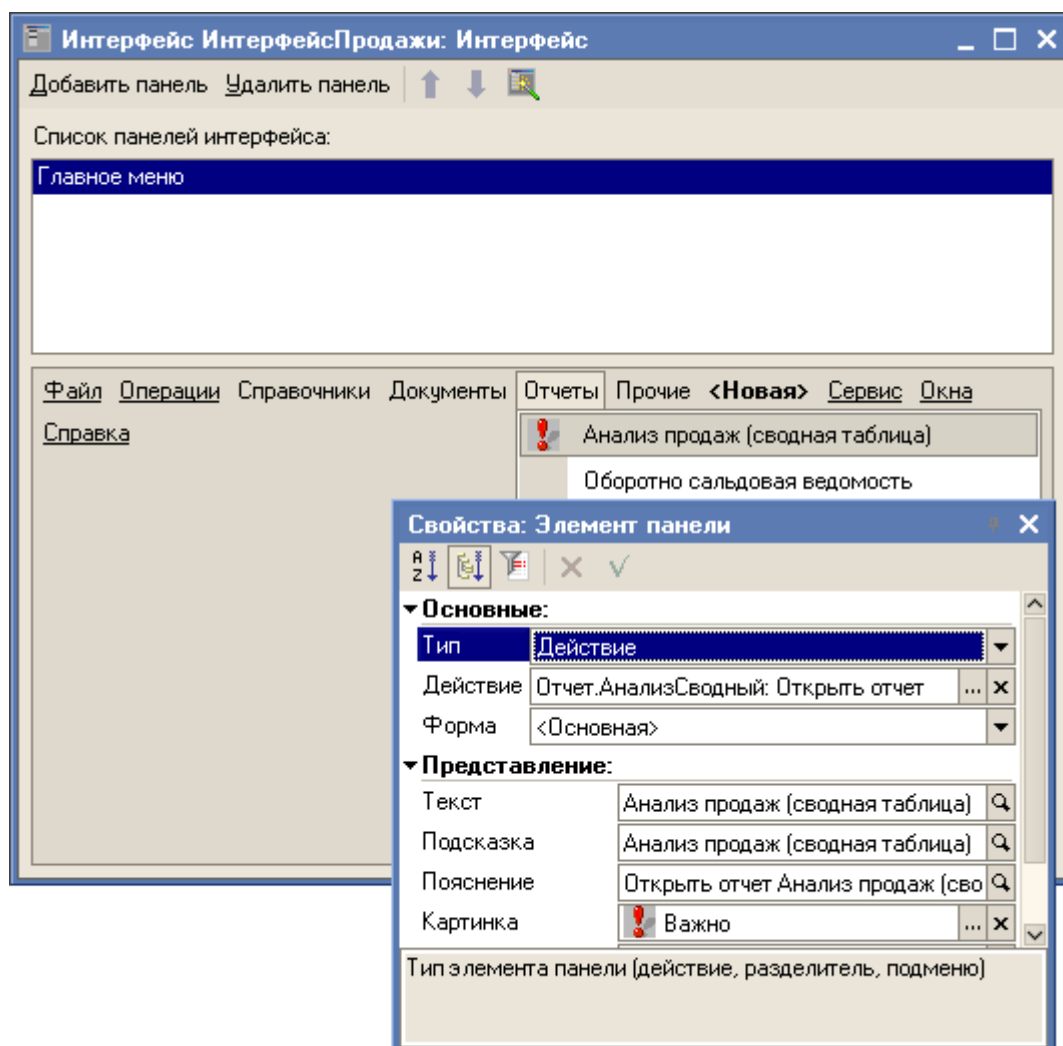 Интерфейс ИнтерфейсПродажи: Интерфейс
Добавить панель Удалить панель
Список панелей интерфейса:
Главное меню
Файл Операции Справочники Документы Отчеты Прочие <Новая> Сервис Окна
Справка
Анализ продаж (сводная таблица)
Оборотно сальдовая ведомость
Свойства: Элемент панели
Основные:
Тип Действие
Действие Отчет.АнализСводный: Открыть отчет ...
Форма <Основная>
Представление:
Текст Анализ продаж (сводная таблица)
Подсказка Анализ продаж (сводная таблица)
Пояснение Открыть отчет Анализ продаж (сво
Картинка Важно ...
Тип элемента панели (действие, разделитель, подменю)